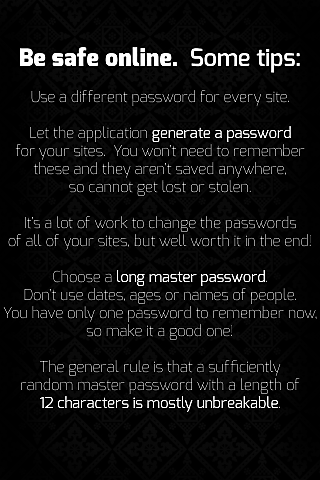 Be safe online. Some tips:
Use a different password for every site.
Let the application generate a password
for your sites. You won't need to remember
these and they aren't saved anywhere,
so cannot get lost or stolen.
It's a lot of work to change the passwords
of all of your sites, but well worth it in the end!
Choose a long master password.
Don't use dates, ages or names of people.
You have only one password to remember now,
so make it a good one!
The general rule is that a sufficiently
random master password with a length of
12 characters is mostly unbreakable.